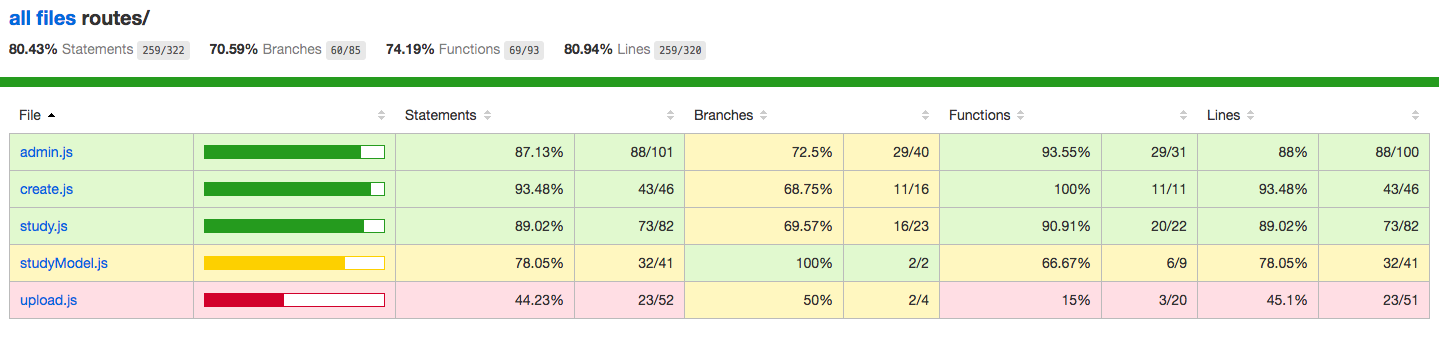 all files routes/
80.43% Statements 259/322 70.59% Branches 60/85 74.19% Functions 69/93 80.94% Lines 259/320
File Statements Branches Functions Lines
admin.js 87.13% 88/101 72.5% 29/40 93.55% 29/31 88% 88/100
create.js 93.48% 43/46 68.75% 11/16 100% 11/11 93.48% 43/46
study.js 89.02% 73/82 69.57% 16/23 90.91% 20/22 89.02% 73/82
studyModel.js 78.05% 32/41 100% 2/2 66.67% 6/9 78.05% 32/41
upload.js 44.23% 23/52 50% 2/4 15% 3/20 45.1% 23/51